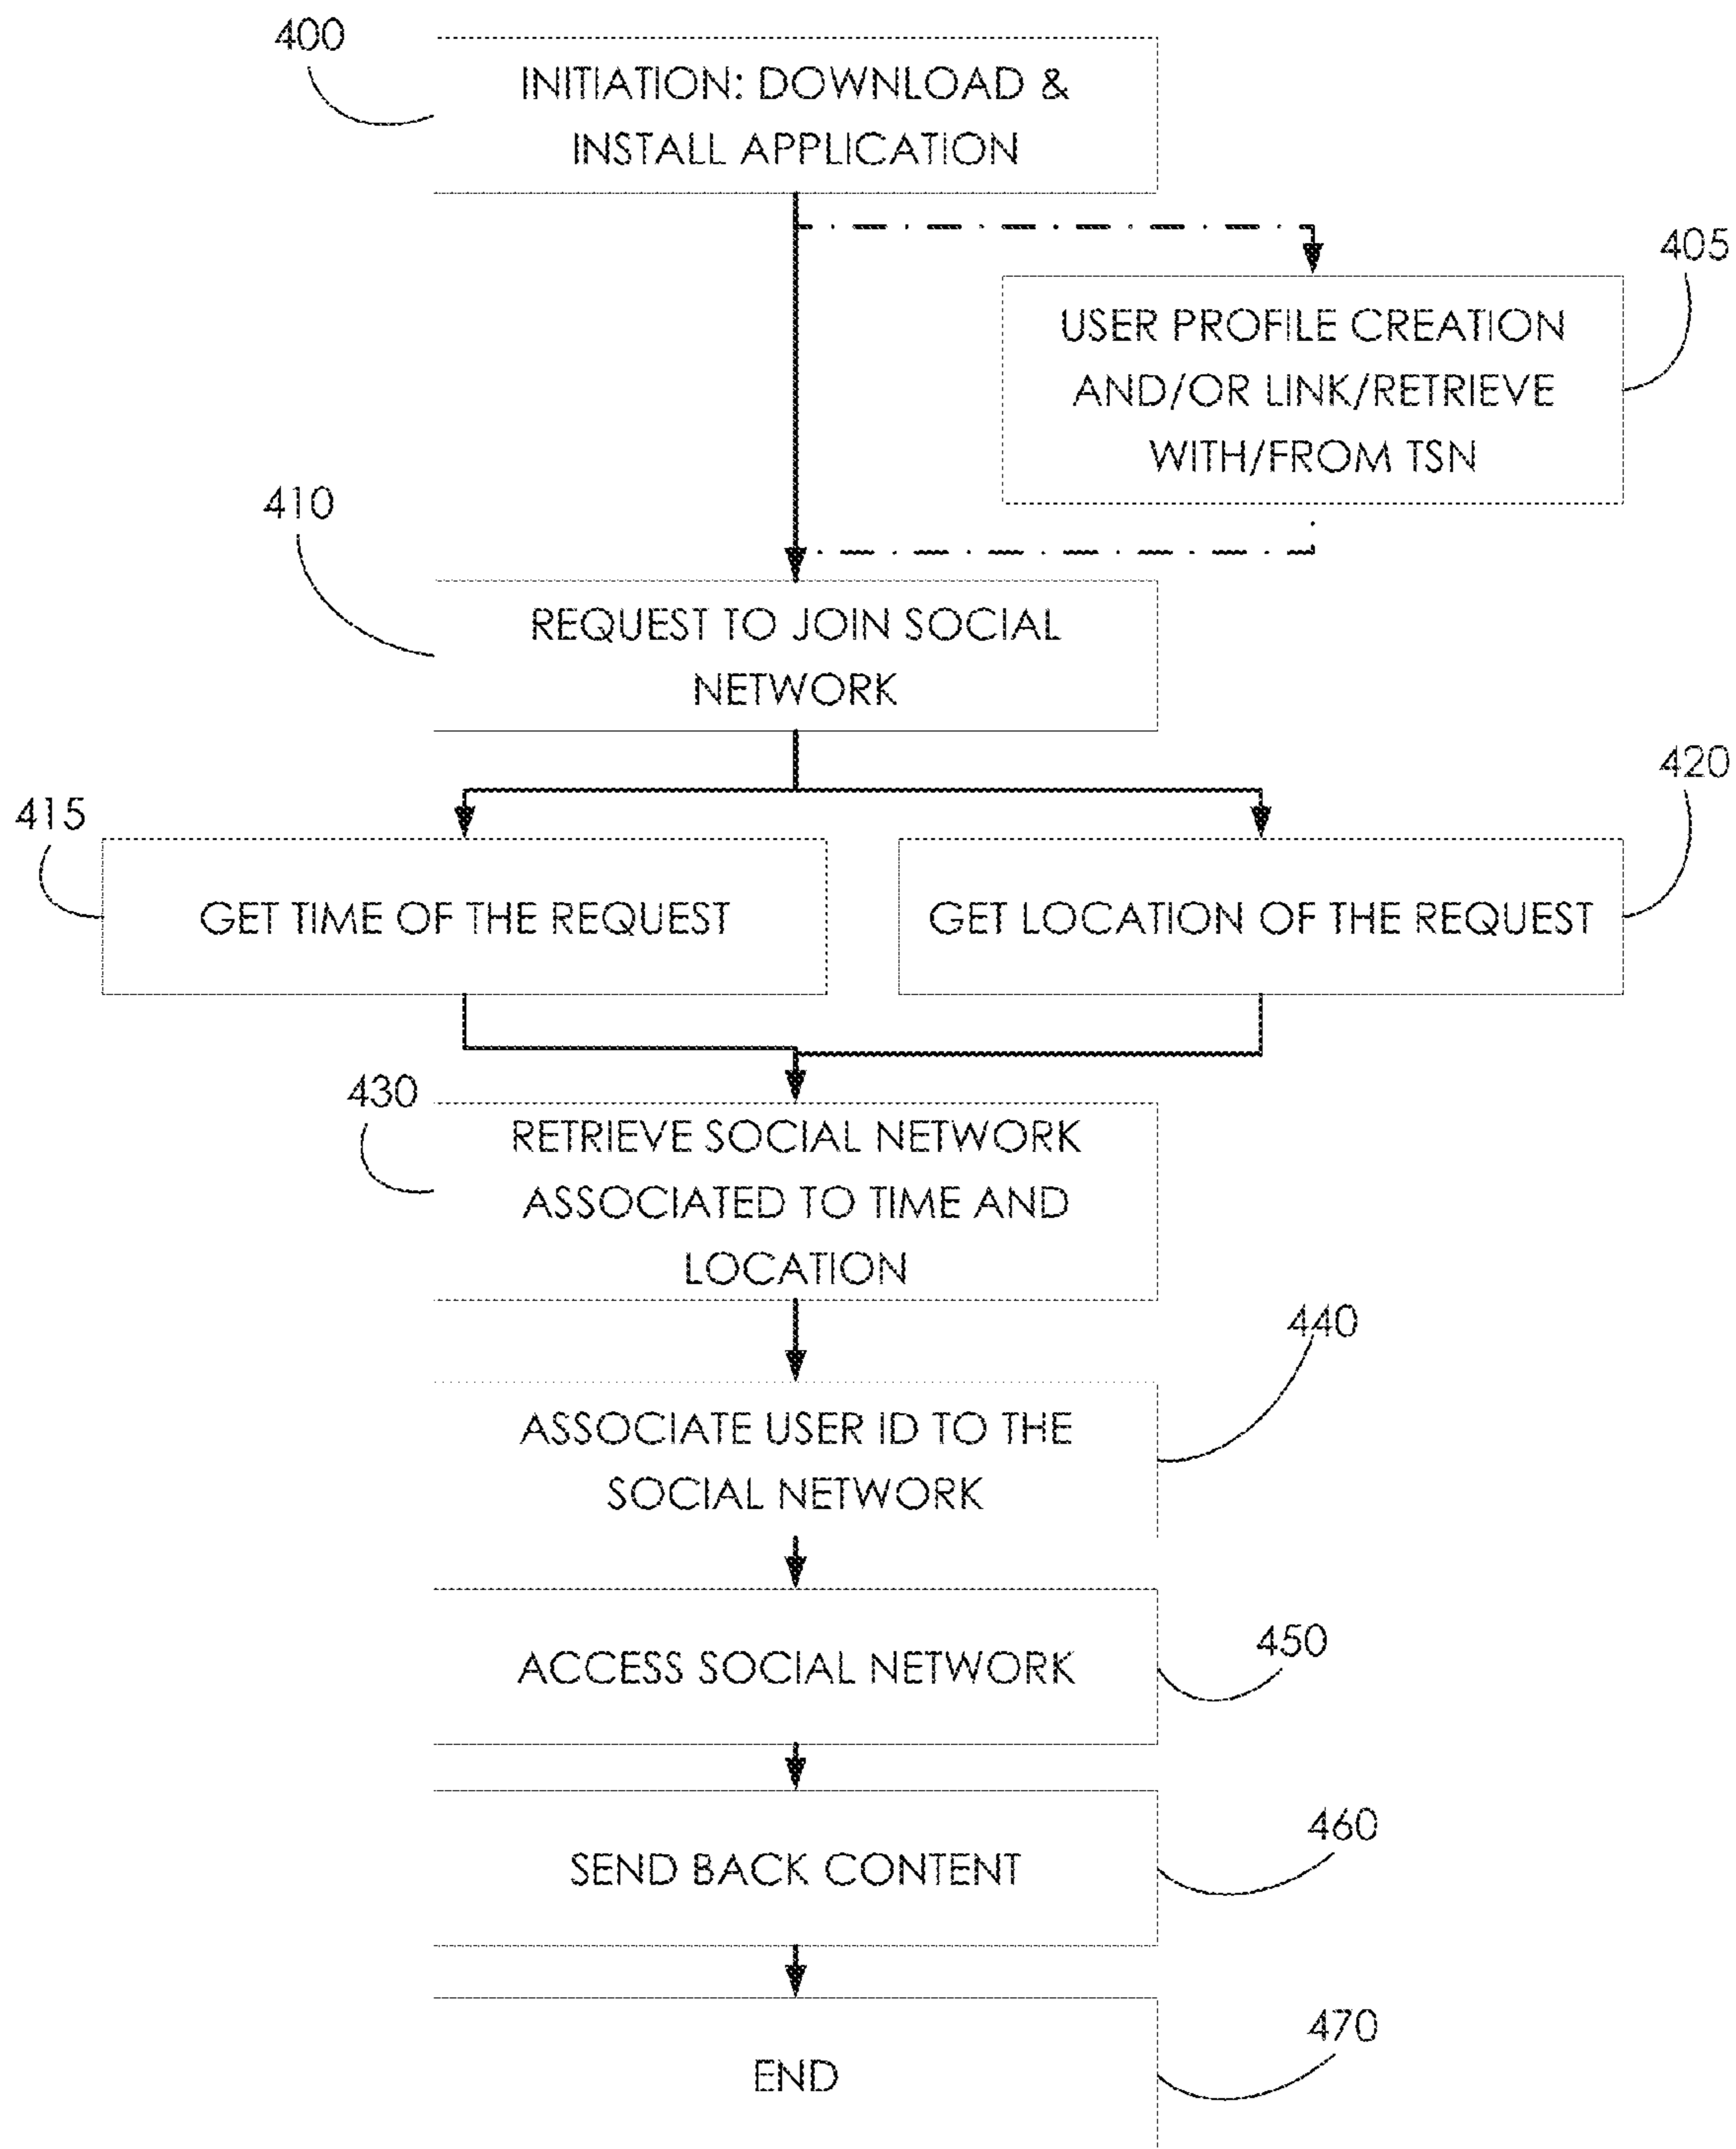 400
INITIATION: DOWNLOAD &
INSTALL APPLICATION
405
USER PROFILE CREATION
AND/OR LINK/RETRIEVE
WITH/FROM TSN
410
REQUEST TO JOIN SOCIAL
NETWORK
415
GET TIME OF THE REQUEST
420
GET LOCATION OF THE REQUEST
430
RETRIEVE SOCIAL NETWORK
ASSOCIATED TO TIME AND
LOCATION
440
ASSOCIATE USER ID TO THE
SOCIAL NETWORK
450
ACCESS SOCIAL NETWORK
460
SEND BACK CONTENT
470
END